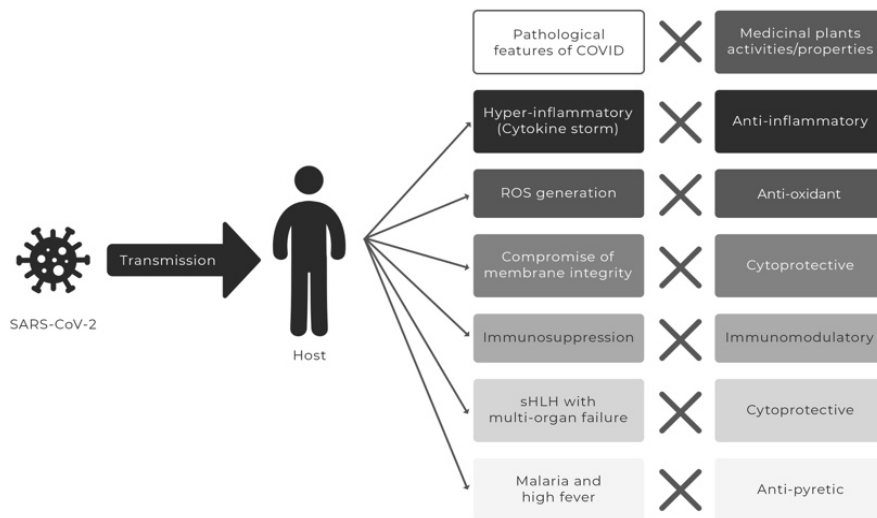 Pathological
features of COVID
Medicinal plants
activities/properties
Hyper-inflammatory
(Cytokine storm)
Anti-inflammatory
ROS generation
Anti-oxidant
Transmission
Compromise of
membrane integrity
Cytoprotective
SARS-CoV-2
Host
Immunosuppression
Immunomodulatory
sHLH with
multi-organ failure
Cytoprotective
Malaria and
high fever
Anti-pyretic